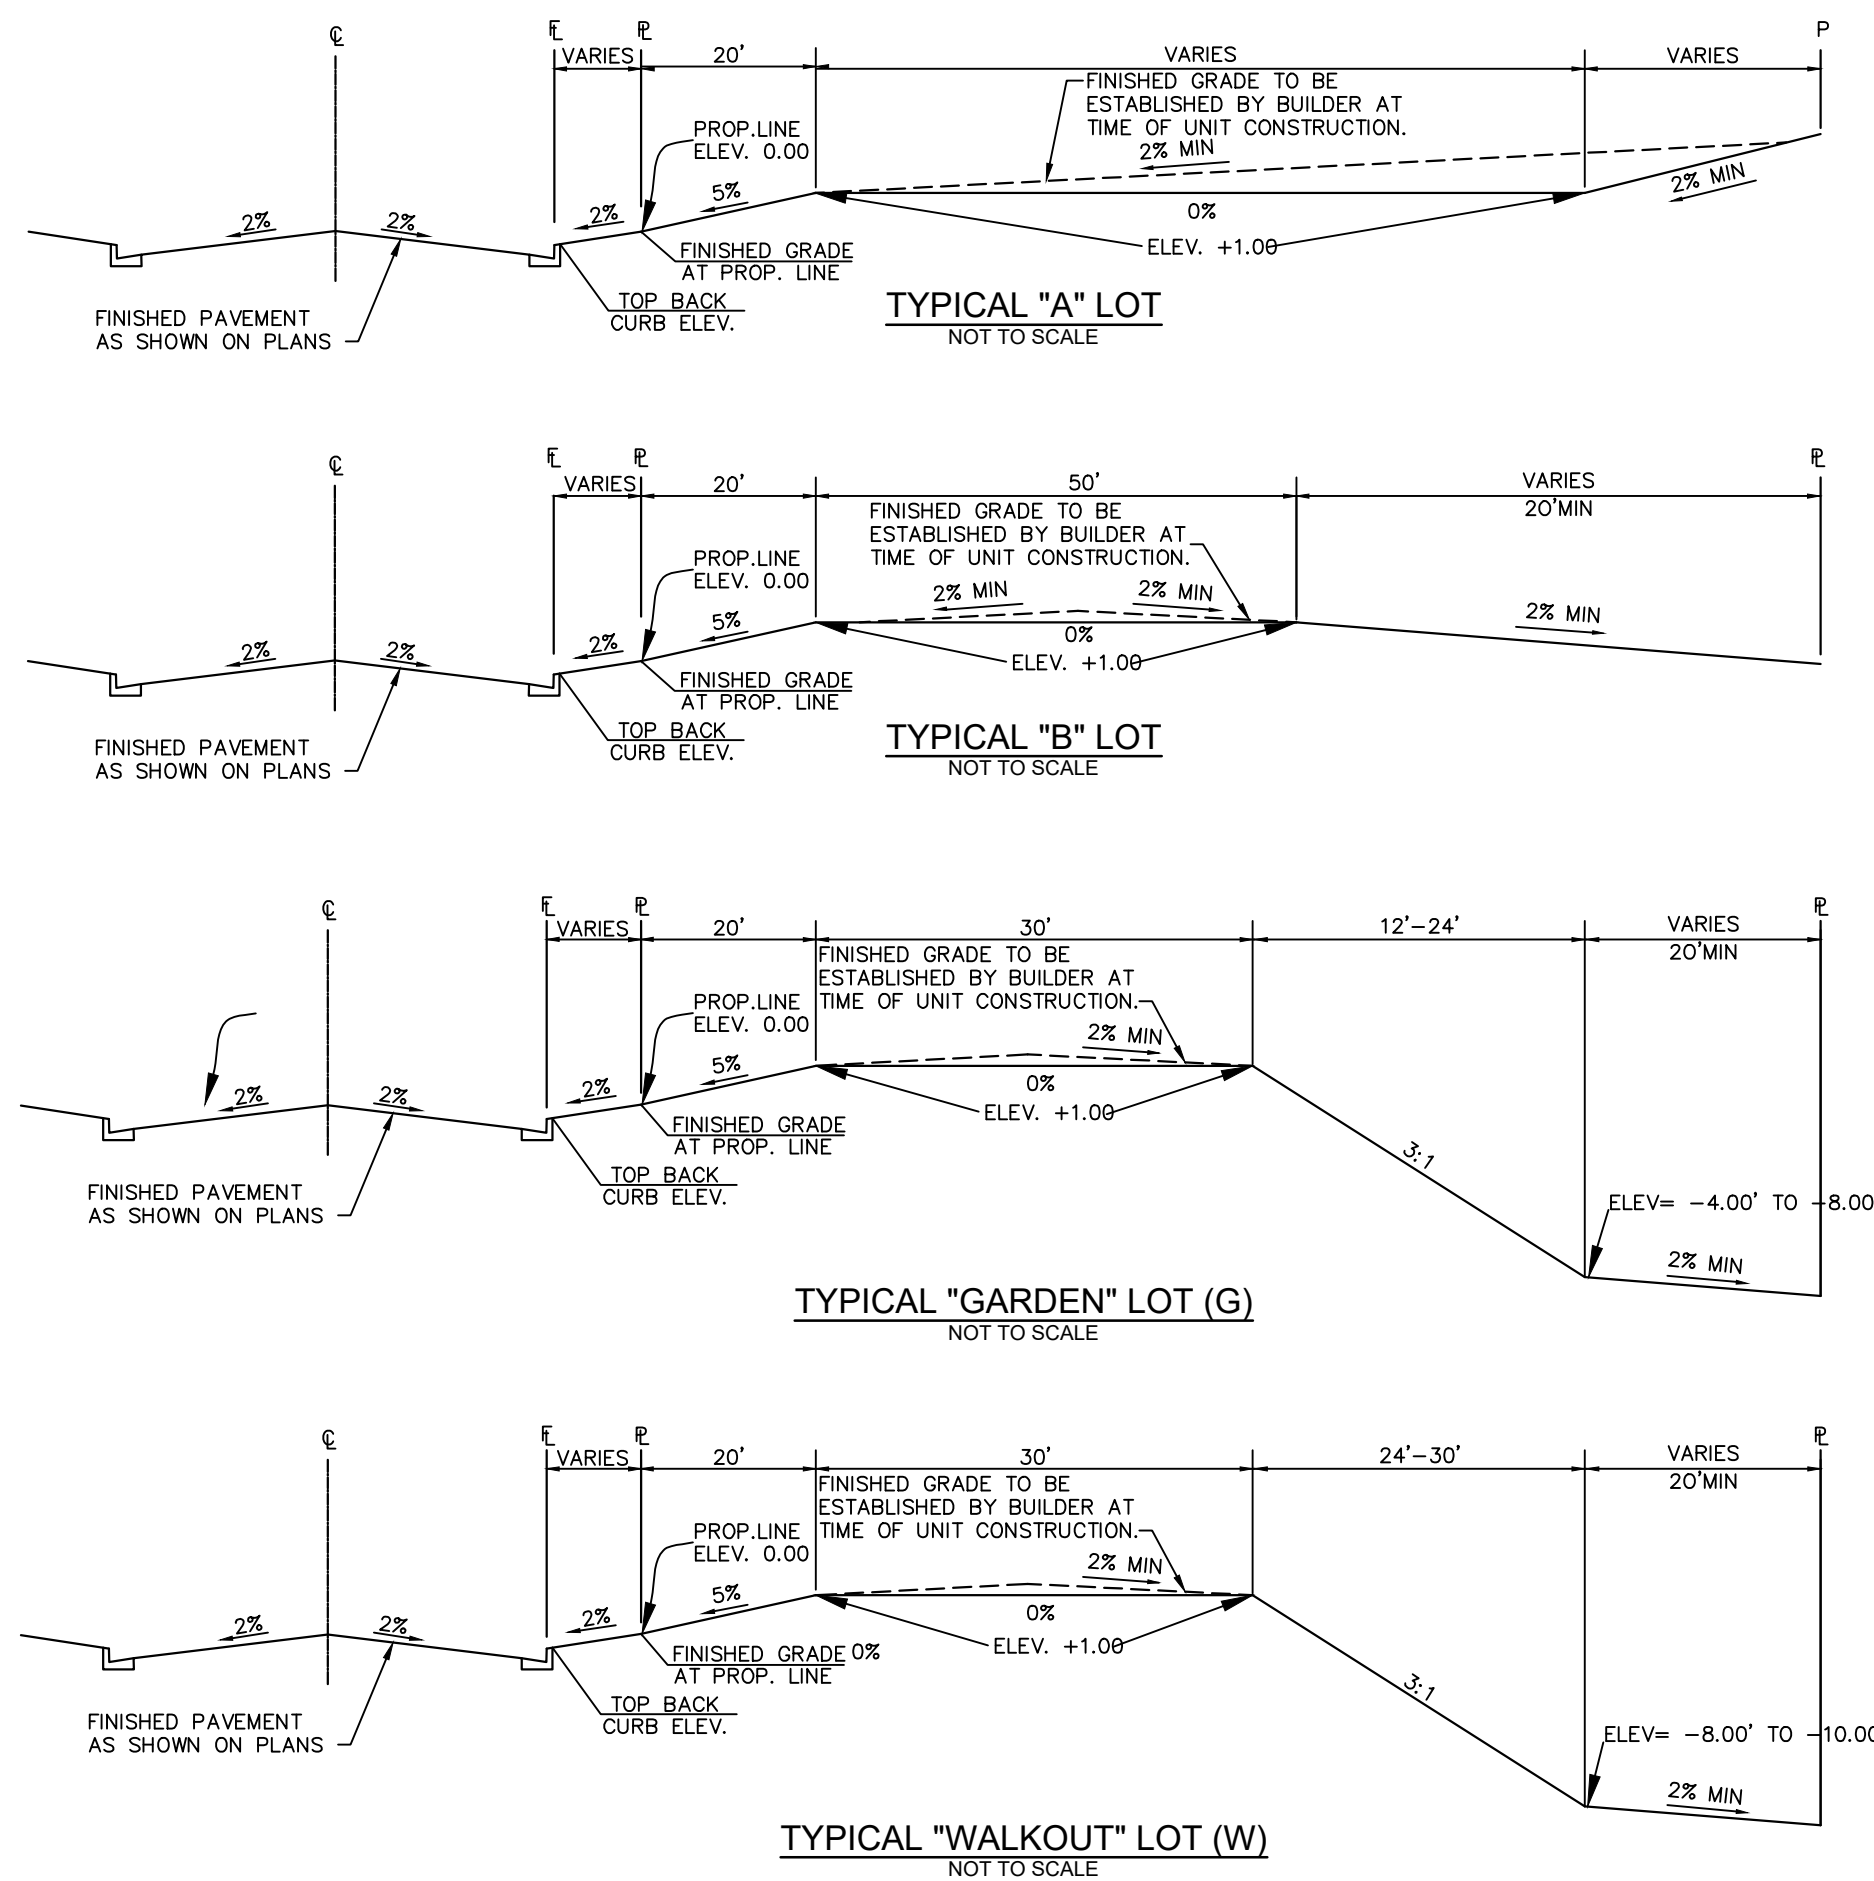 ℄ FL PL P
VARIES 20' VARIES VARIES
FINISHED GRADE TO BE
ESTABLISHED BY BUILDER AT
TIME OF UNIT CONSTRUCTION.
PROP.LINE
ELEV. 0.00
2% MIN
2% MIN
5%
2% 2% 2%
0%
ELEV. +1.00
FINISHED GRADE
AT PROP. LINE
TOP BACK
CURB ELEV.
FINISHED PAVEMENT
AS SHOWN ON PLANS
TYPICAL "A" LOT
NOT TO SCALE
℄ FL PL PL
VARIES 20' 50' VARIES
20'MIN
FINISHED GRADE TO BE
ESTABLISHED BY BUILDER AT
TIME OF UNIT CONSTRUCTION.
PROP.LINE
ELEV. 0.00
2% MIN 2% MIN
2% MIN
5%
2% 2% 2%
0%
ELEV. +1.00
FINISHED GRADE
AT PROP. LINE
TOP BACK
CURB ELEV.
FINISHED PAVEMENT
AS SHOWN ON PLANS
TYPICAL "B" LOT
NOT TO SCALE
℄ FL PL PL
VARIES 20' 30' 12'-24' VARIES
20'MIN
FINISHED GRADE TO BE
ESTABLISHED BY BUILDER AT
TIME OF UNIT CONSTRUCTION.
PROP.LINE
ELEV. 0.00
2% MIN
5%
2% 2% 2%
0%
ELEV. +1.00
FINISHED GRADE
AT PROP. LINE
TOP BACK
CURB ELEV.
FINISHED PAVEMENT
AS SHOWN ON PLANS
3:1
ELEV= -4.00' TO -8.00
2% MIN
TYPICAL "GARDEN" LOT (G)
NOT TO SCALE
℄ FL PL PL
VARIES 20' 30' 24'-30' VARIES
20'MIN
FINISHED GRADE TO BE
ESTABLISHED BY BUILDER AT
TIME OF UNIT CONSTRUCTION.
PROP.LINE
ELEV. 0.00
2% MIN
5%
2% 2% 2%
0%
ELEV. +1.00
FINISHED GRADE 0%
AT PROP. LINE
TOP BACK
CURB ELEV.
FINISHED PAVEMENT
AS SHOWN ON PLANS
3:1
ELEV= -8.00' TO -10.00
2% MIN
TYPICAL "WALKOUT" LOT (W)
NOT TO SCALE